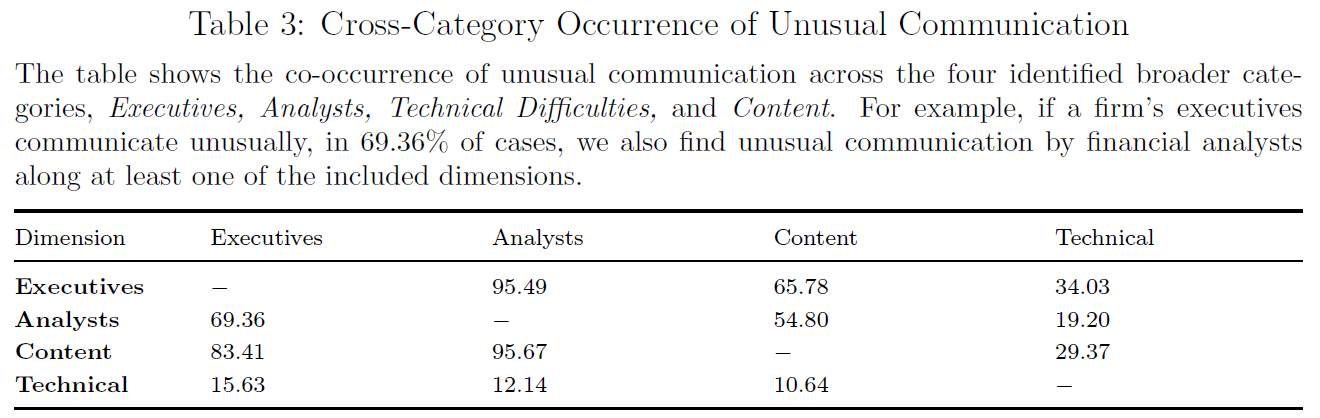 Table 3: Cross-Category Occurrence of Unusual Communication
The table shows the co-occurrence of unusual communication across the four identified broader cate-
gories, Executives, Analysts, Technical Difficulties, and Content. For example, if a firm's executives
communicate unusually, in 69.36% of cases, we also find unusual communication by financial analysts
along at least one of the included dimensions.
Dimension Executives Analysts Content Technical
Executives – 95.49 65.78 34.03
Analysts 69.36 – 54.80 19.20
Content 83.41 95.67 – 29.37
Technical 15.63 12.14 10.64 –